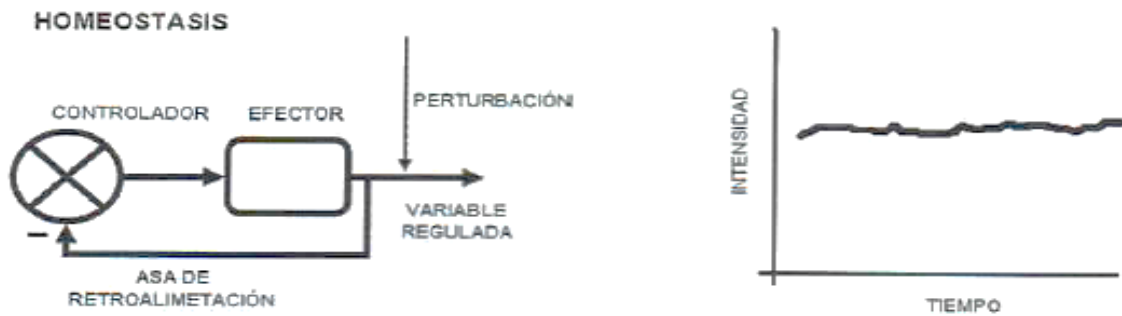 HOMEOSTASIS
CONTROLADOR
EFECTOR
PERTURBACIÓN
VARIABLE
REGULADA
–
ASA DE
RETROALIMETACIÓN
INTENSIDAD
TIEMPO